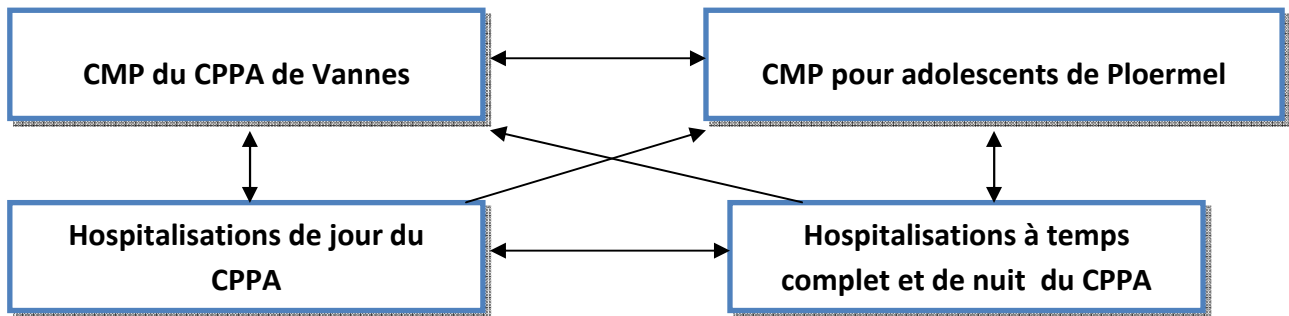 CMP du CPPA de Vannes
CMP pour adolescents de Ploermel
Hospitalisations de jour du
CPPA
Hospitalisations à temps
complet et de nuit  du CPPA